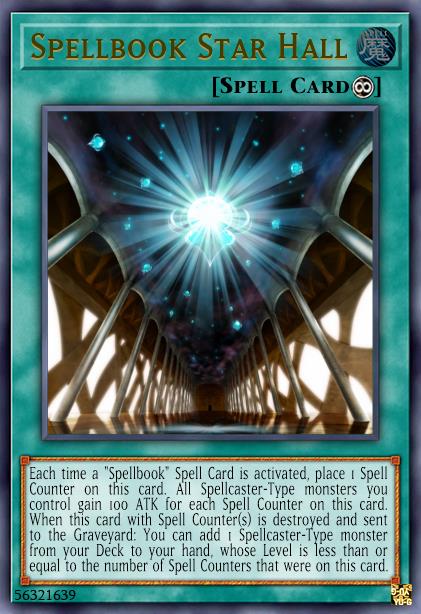 Spellbook Star Hall 魔
[Spell Card]
Each time a "Spellbook" Spell Card is activated, place 1 Spell
Counter on this card. All Spellcaster-Type monsters you
control gain 100 ATK for each Spell Counter on this card.
When this card with Spell Counter(s) is destroyed and sent
to the Graveyard: You can add 1 Spellcaster-Type monster
from your Deck to your hand, whose Level is less than or
equal to the number of Spell Counters that were on this card.
56321639